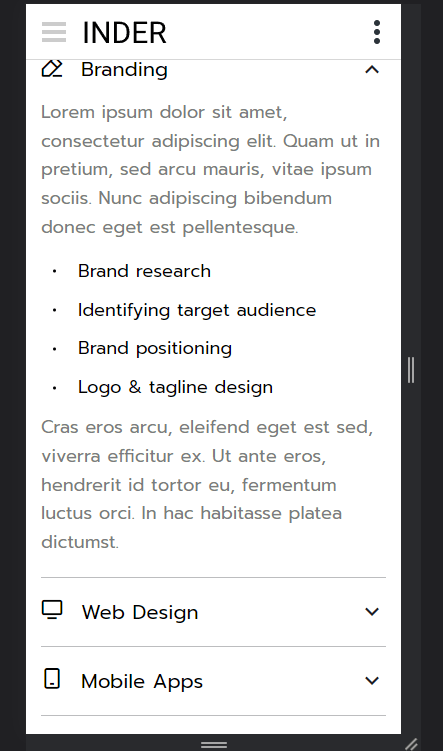 INDER
Branding
Lorem ipsum dolor sit amet,
consectetur adipiscing elit. Quam ut in
pretium, sed arcu mauris, vitae ipsum
sociis. Nunc adipiscing bibendum
donec eget est pellentesque.
• Brand research
• Identifying target audience
• Brand positioning
• Logo & tagline design
Cras eros arcu, eleifend eget est sed,
viverra efficitur ex. Ut ante eros,
hendrerit id tortor eu, fermentum
luctus orci. In hac habitasse platea
dictumst.
Web Design
Mobile Apps